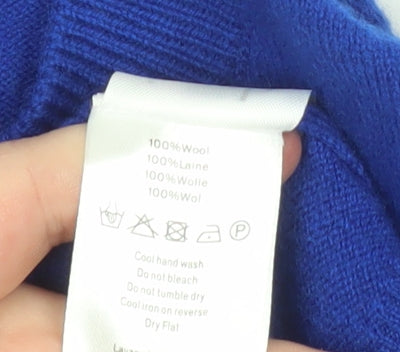 100%Wool
100%Laine
100%Wolle
100%Wol
P
Cool hand wash
Do not bleach
Do not tumble dry
Cool iron on reverse
Dry Flat